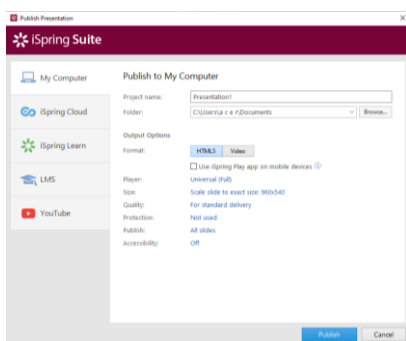 Publish Presentation
iSpring Suite
My Computer
iSpring Cloud
iSpring Learn
LMS
YouTube
Publish to My Computer
Project name: Presentation1
Folder: C:\Users\a c e r\Documents Browse...
Output Options
Format: HTML5 Video
Use iSpring Play app on mobile devices
Player: Universal (Full)
Size: Scale slide to exact size: 960x540
Quality: For standard delivery
Protection: Not used
Publish: All slides
Accessibility: Off
Publish Cancel